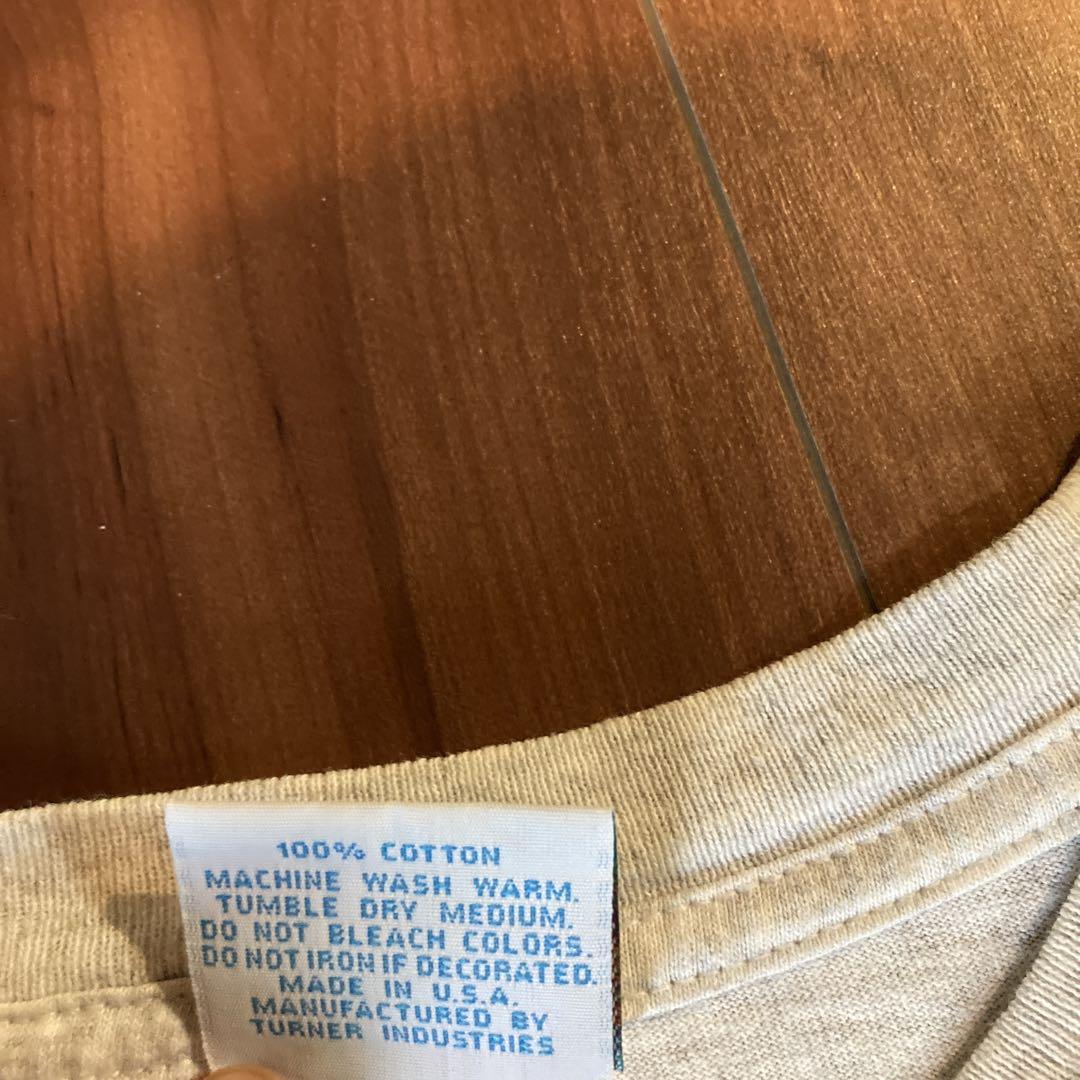 100% COTTON
MACHINE WASH WARM.
TUMBLE DRY MEDIUM.
DO NOT BLEACH COLORS.
DO NOT IRON IF DECORATED.
MADE IN U.S.A.
MANUFACTURED BY
TURNER INDUSTRIES